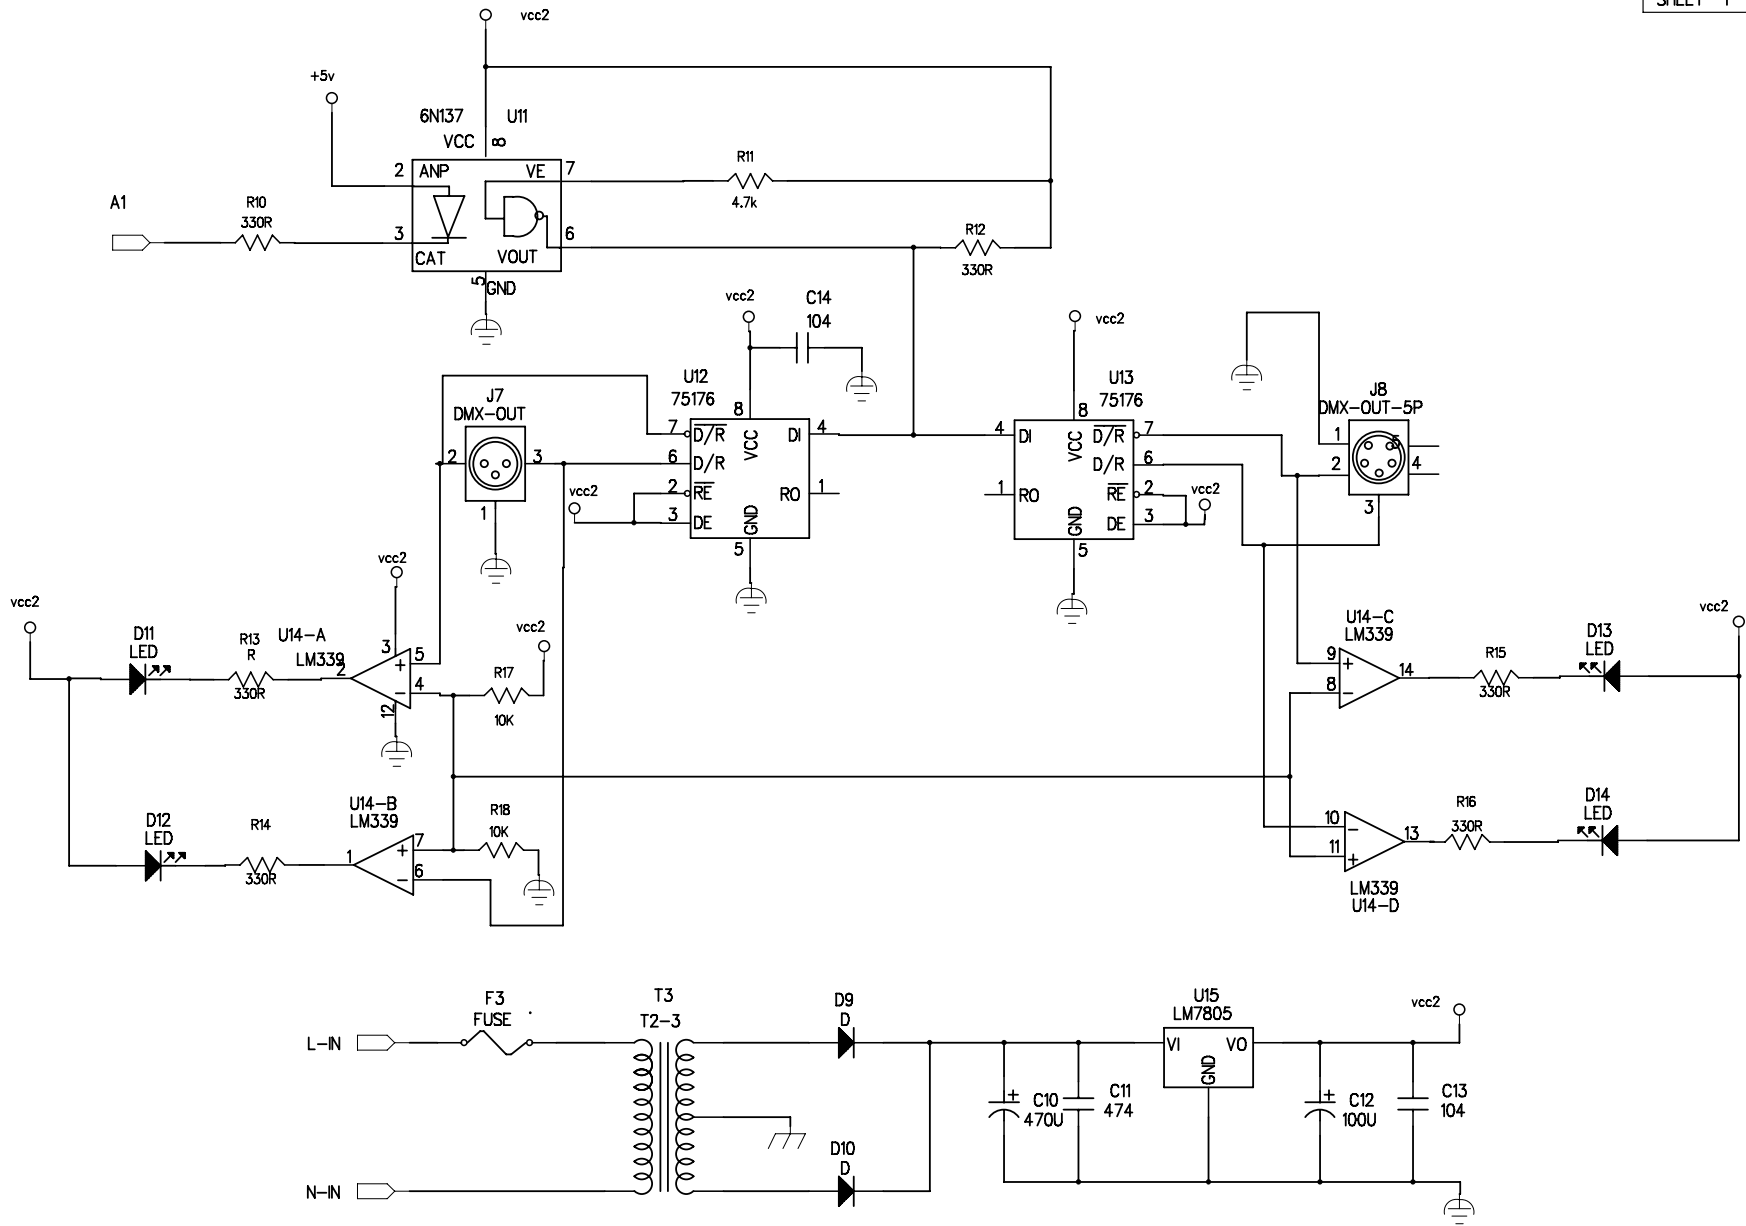 SHEET 1
vcc2
+5v
6N137 U11
VCC 8
2 ANP VE 7
R11
4.7k
A1
R10
330R
3 CAT VOUT 6
R12
330R
5 GND
vcc2
C14
104
vcc2
U12
75176
U13
75176
J7
DMX-OUT
J8
DMX-OUT-5P
8
7 D/R VCC DI 4
6 D/R
2 RE RO 1
3 DE GND
5
vcc2
2 3
1
8
4 DI VCC D/R 7
D/R 6
1 RO RE 2
GND DE 3
5
vcc2
1 5
2 4
3
vcc2
vcc2
D11
LED
R13
R
330R
U14-A
LM339
2 3 + 5
- 4
12
vcc2
R17
10K
U14-C
LM339
9 + 14
8 -
R15
330R
D13
LED
vcc2
D12
LED
R14
330R
U14-B
LM339
1 + 7
- 6
R18
10K
10 - 13
11 +
LM339
U14-D
R16
330R
D14
LED
F3
FUSE
L-IN
N-IN
T3
T2-3
D9
D
D10
D
+ C10
470U
C11
474
U15
LM7805
VI VO
GND
+ C12
100U
C13
104
vcc2